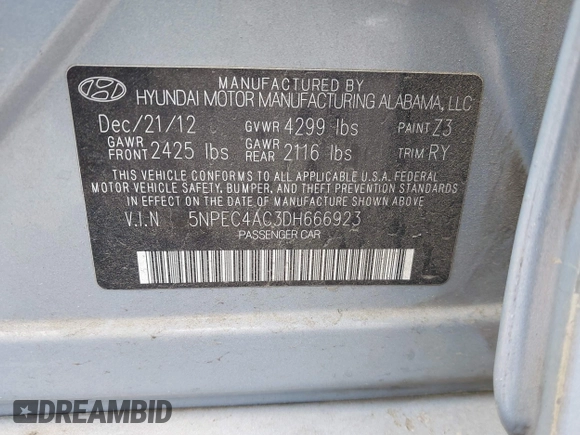 MANUFACTURED BY
HYUNDAI MOTOR MANUFACTURING ALABAMA, LLC
Dec/21/12 GVWR 4299 lbs PAINT Z3
GAWR FRONT 2425 lbs GAWR REAR 2116 lbs TRIM RY
THIS VEHICLE CONFORMS TO ALL APPLICABLE U.S.A. FEDERAL
MOTOR VEHICLE SAFETY, BUMPER, AND THEFT PREVENTION STANDARDS
IN EFFECT ON THE DATE OF MANUFACTURE SHOWN ABOVE.
V.I.N 5NPEC4AC3DH666923
PASSENGER CAR
DREAMBID